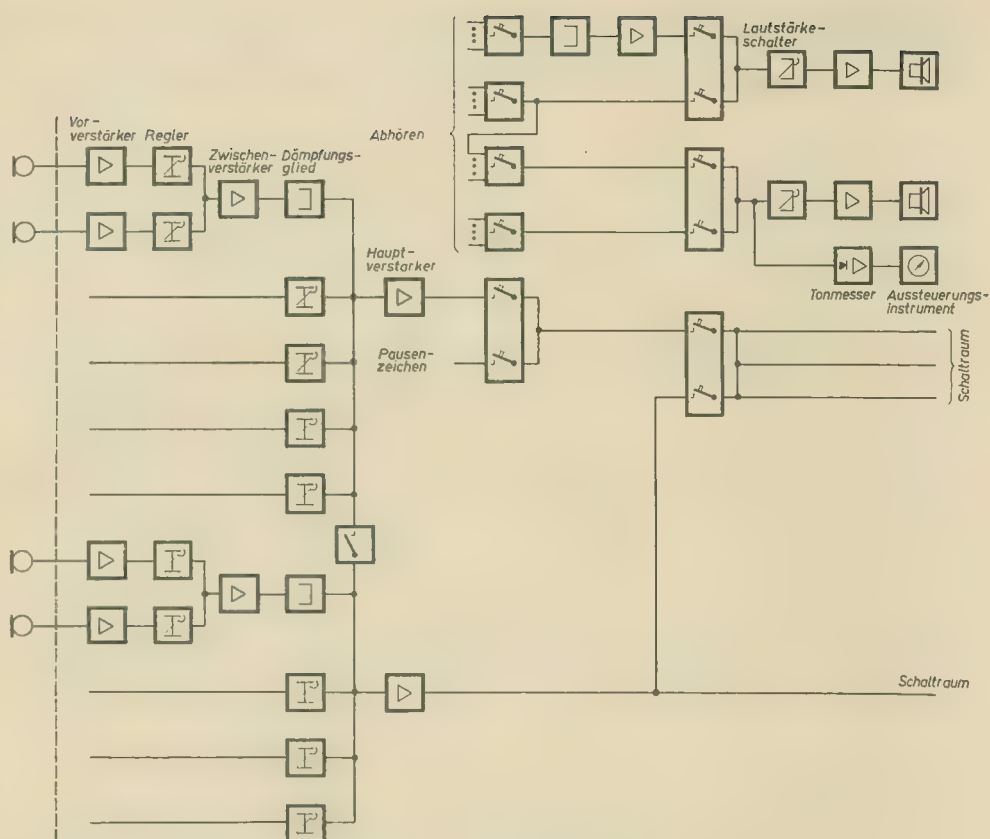 Lautstärke-
schalter
Vor-
verstärker Regler
Abhören
Zwischen- Dämpfungs-
verstärker glied
Haupt-
verstarker
Tonmesser Aussteuerungs-
instrument
Pausen-
zeichen
Schaltraum
Schaltraum